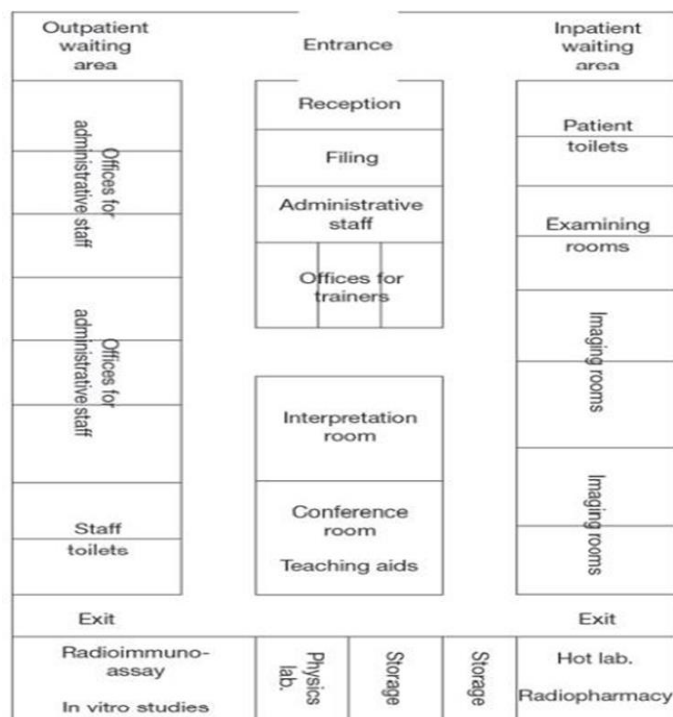 Outpatient
waiting
area
Entrance
Inpatient
waiting
area
Reception
Filing
Administrative
staff
Offices for
trainers
Offices for
administrative staff
Offices for
administrative staff
Patient
toilets
Examining
rooms
Imaging rooms
Imaging rooms
Interpretation
room
Conference
room
Teaching aids
Staff
toilets
Exit
Exit
Radioimmuno-
assay
In vitro studies
Physics
lab.
Storage
Storage
Hot lab.
Radiopharmacy